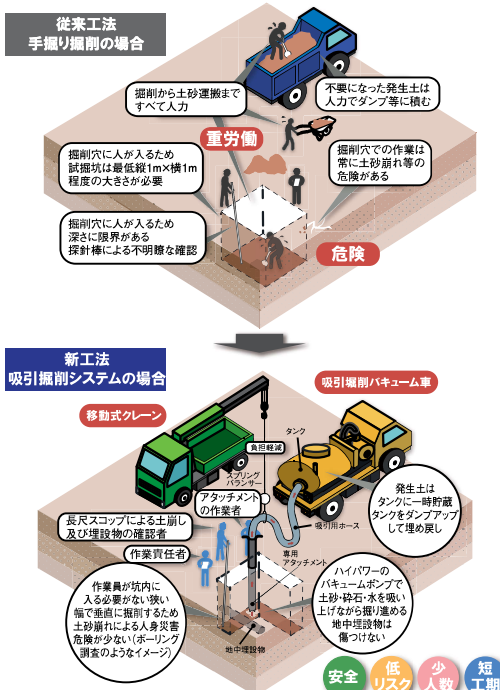 従来工法
手掘り掘削の場合
掘削から土砂運搬まで
すべて人力
不要になった発生土は
人力でダンプ等に積む
重労働
掘削穴に人が入るため
試掘坑は最低縦1m×横1m
程度の大きさが必要
掘削穴での作業は
常に土砂崩れ等の
危険がある
掘削穴に人が入るため
深さに限界がある
探針棒による不明瞭な確認
危険
新工法
吸引掘削システムの場合
吸引堀削バキューム車
移動式クレーン
タンク
負担軽減
スプリング
バランサー
アタッチメント
の作業者
発生土は
タンクに一時貯蔵
タンクをダンプアップ
して埋め戻し
長尺スコップによる土崩し
及び埋設物の確認者
吸引用ホース
作業責任者
専用
アタッチメント
作業員が坑内に
入る必要がない狭い
幅で垂直に掘削するため
土砂崩れによる人身災害
危険が少ない(ボーリング
調査のようなイメージ)
ハイパワーの
バキュームポンプで
土砂・砕石・水を吸い
上げながら掘り進める
地中埋設物は
傷つけない
地中埋設物
安全
低
リスク
少
人数
短
工期